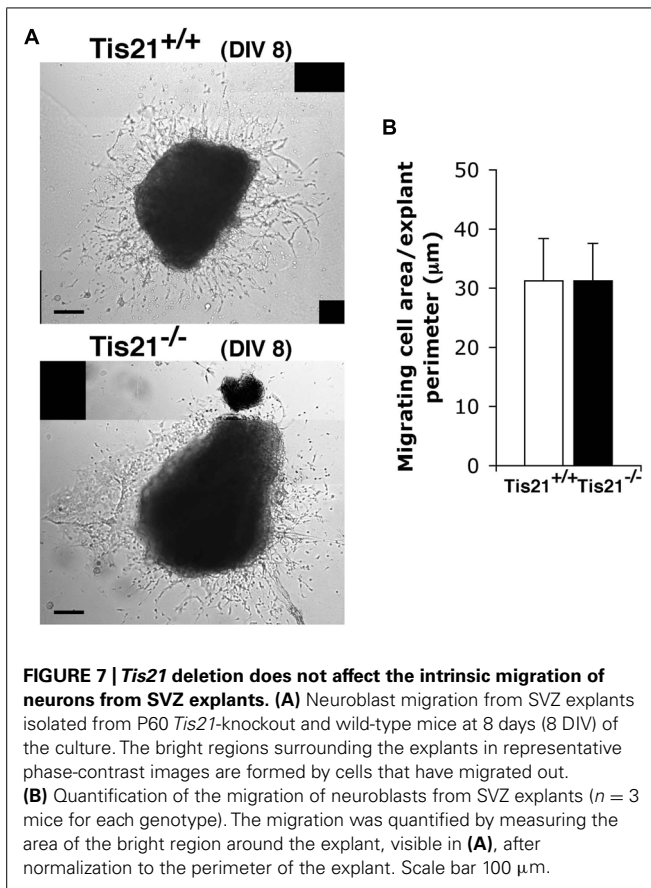 A
Tis21+/+ (DIV 8)
Tis21-/- (DIV 8)
B
Migrating cell area/explant
perimeter (μm)
50
40
30
20
10
0
Tis21+/+Tis21-/-
FIGURE 7 | Tis21 deletion does not affect the intrinsic migration of
neurons from SVZ explants. (A) Neuroblast migration from SVZ explants
isolated from P60 Tis21-knockout and wild-type mice at 8 days (8 DIV) of
the culture. The bright regions surrounding the explants in representative
phase-contrast images are formed by cells that have migrated out.
(B) Quantification of the migration of neuroblasts from SVZ explants (n = 3
mice for each genotype). The migration was quantified by measuring the
area of the bright region around the explant, visible in (A), after
normalization to the perimeter of the explant. Scale bar 100 μm.